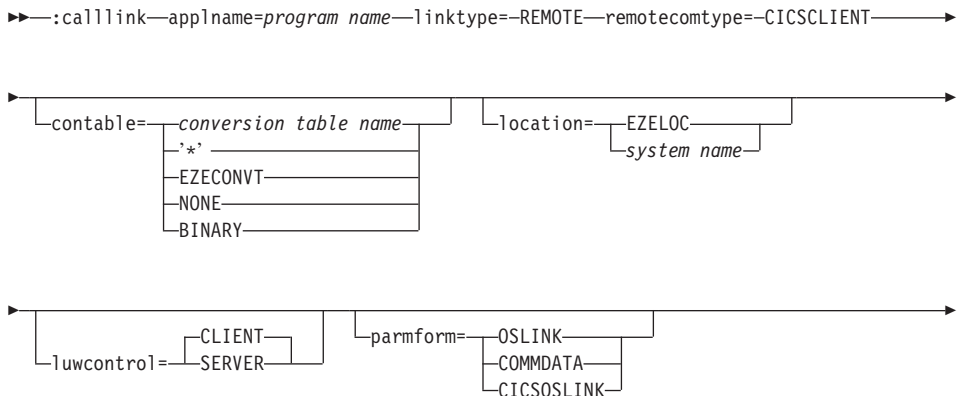 :calllink applname=program name linktype= REMOTE remotecomtype= CICSCLIENT
contable= conversion table name
'*'
EZECONVT
NONE
BINARY
location= EZELOC
system name
luwcontrol= CLIENT
SERVER
parmform= OSLINK
COMMDATA
CICSOSLINK